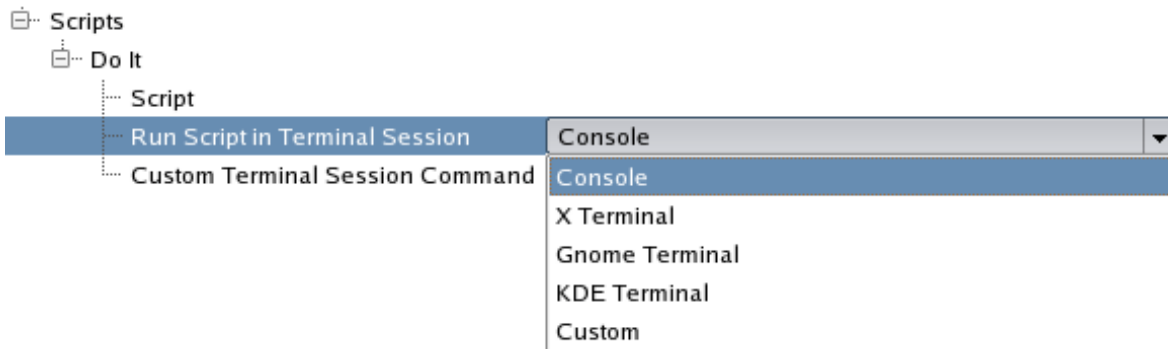 Scripts
Do It
Script
Run Script in Terminal Session Console
Custom Terminal Session Command Console
X Terminal
Gnome Terminal
KDE Terminal
Custom